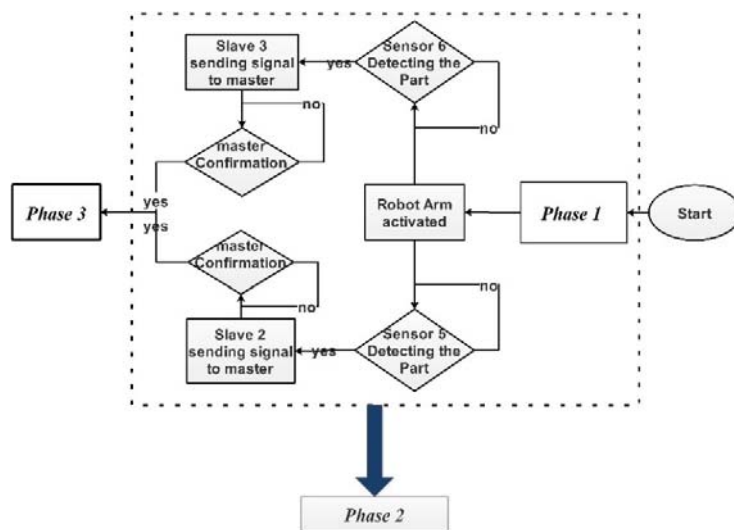 Slave 3
sending signal
to master
yes
Sensor 6
Detecting the
Part
no
no
master
Confirmation
yes
Phase 3
Robot Arm
activated
Phase 1
Start
yes
master
Confirmation
no
no
Slave 2
sending signal
to master
yes
Sensor 5
Detecting the
Part
Phase 2